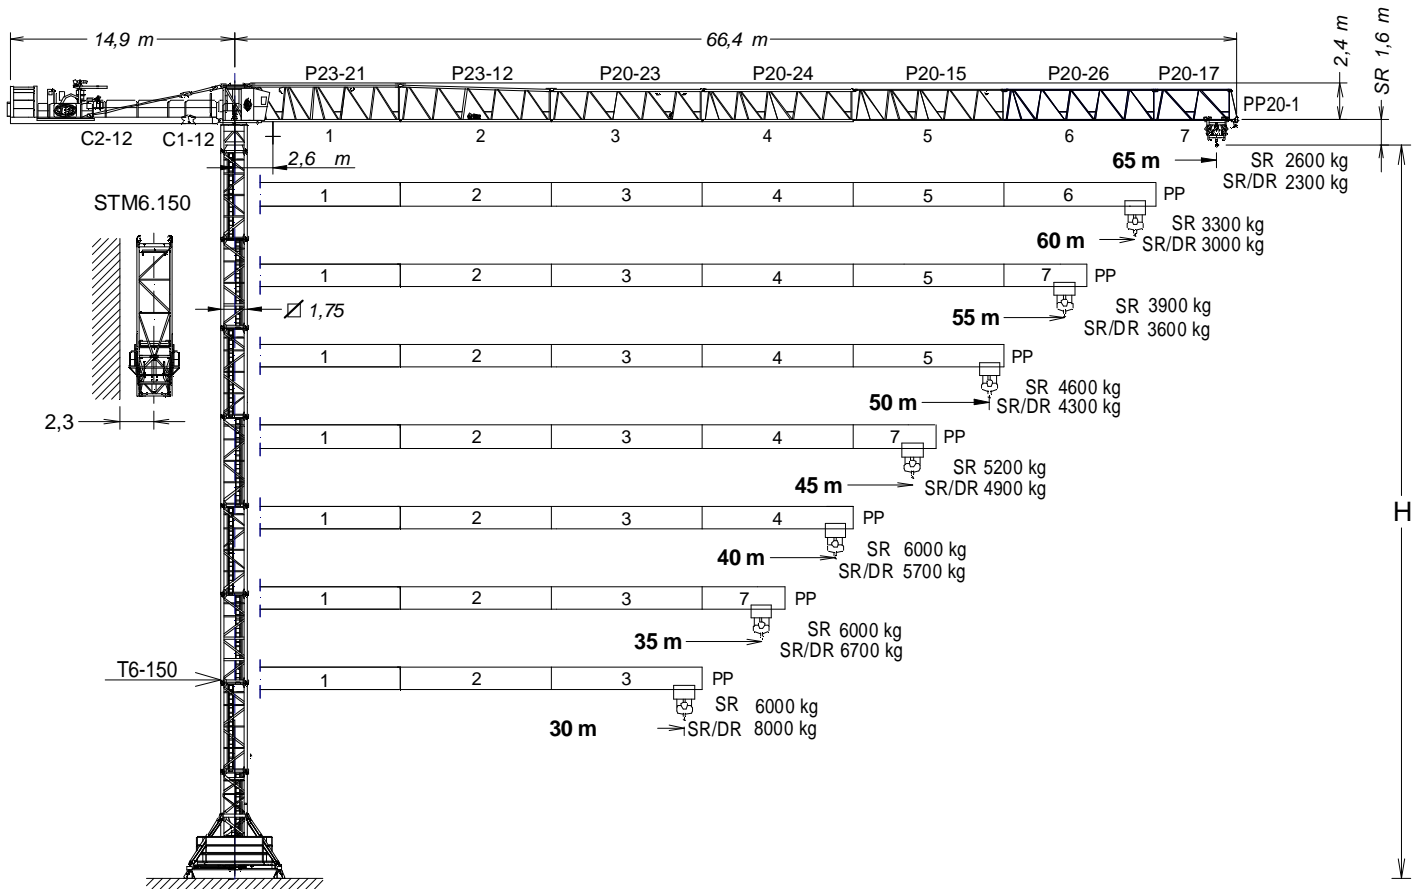 14,9 m
66,4 m
2,4 m
SR 1,6 m
P23-21 P23-12 P20-23 P20-24 P20-15 P20-26 P20-17
PP20-1
C2-12 C1-12
1 2 3 4 5 6 7
2,6 m
65 m
SR 2600 kg
SR/DR 2300 kg
STM6.150
1 2 3 4 5 6 PP
60 m
SR 3300 kg
SR/DR 3000 kg
1 2 3 4 5 7 PP
1,75
55 m
SR 3900 kg
SR/DR 3600 kg
1 2 3 4 5 PP
50 m
SR 4600 kg
SR/DR 4300 kg
2,3
1 2 3 4 7 PP
45 m
SR 5200 kg
SR/DR 4900 kg
H
1 2 3 4 PP
40 m
SR 6000 kg
SR/DR 5700 kg
1 2 3 7 PP
35 m
SR 6000 kg
SR/DR 6700 kg
T6-150
1 2 3 PP
30 m
SR 6000 kg
SR/DR 8000 kg